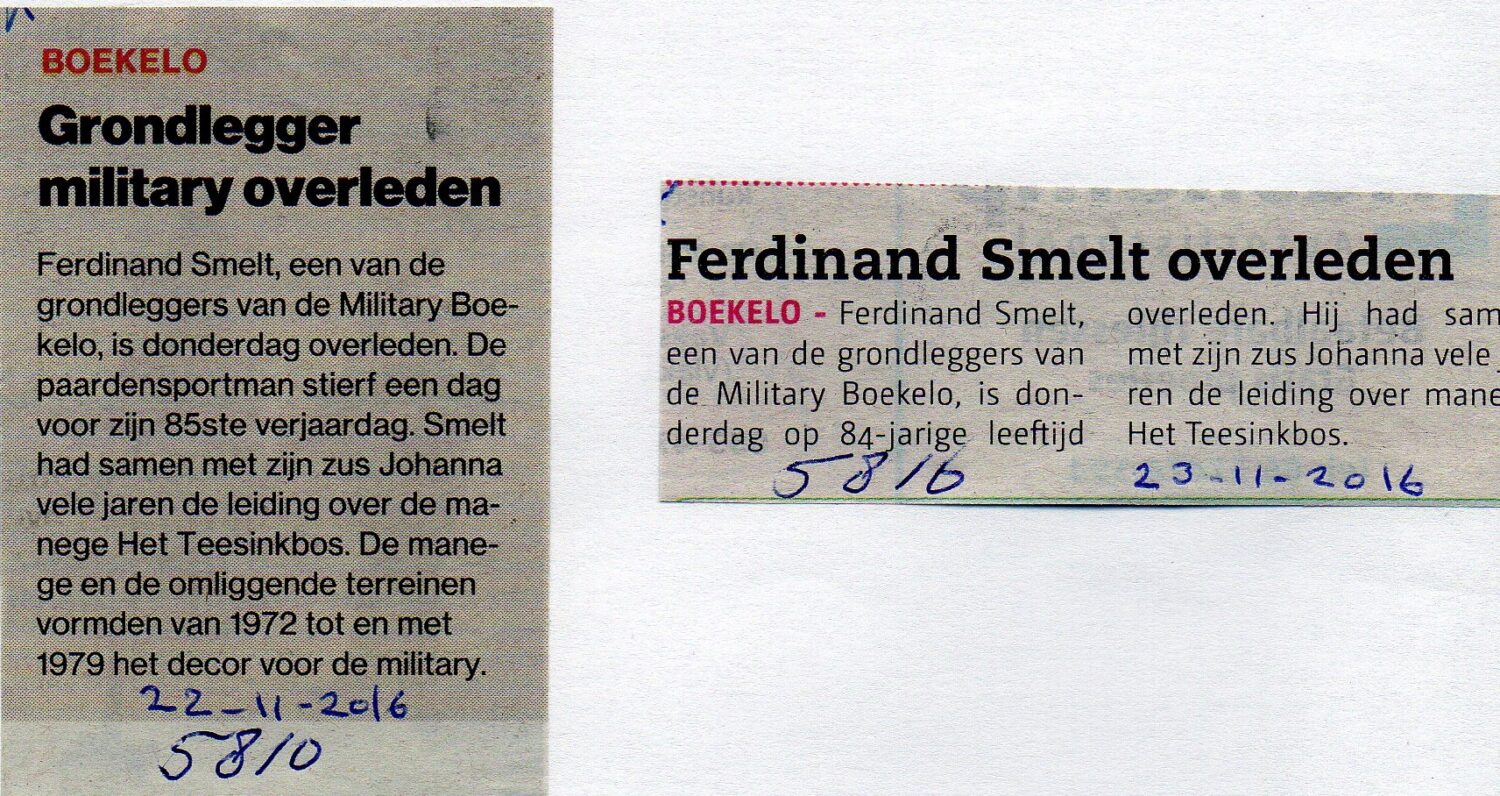 BOEKELO
Grondlegger
military overleden
Ferdinand Smelt, een van de
grondleggers van de Military Boe-
kelo, is donderdag overleden. De
paardensportman stierf een dag
voor zijn 85ste verjaardag. Smelt
had samen met zijn zus Johanna
vele jaren de leiding over de ma-
nege Het Teesinkbos. De mane-
ge en de omliggende terreinen
vormden van 1972 tot en met
1979 het decor voor de military.
22-11-2016
5810
Ferdinand Smelt overleden
BOEKELO - Ferdinand Smelt,
een van de grondleggers van
de Military Boekelo, is don-
derdag op 84-jarige leeftijd
overleden. Hij had sam
met zijn zus Johanna vele
ren de leiding over mane
Het Teesinkbos.
5816
23-11-2016